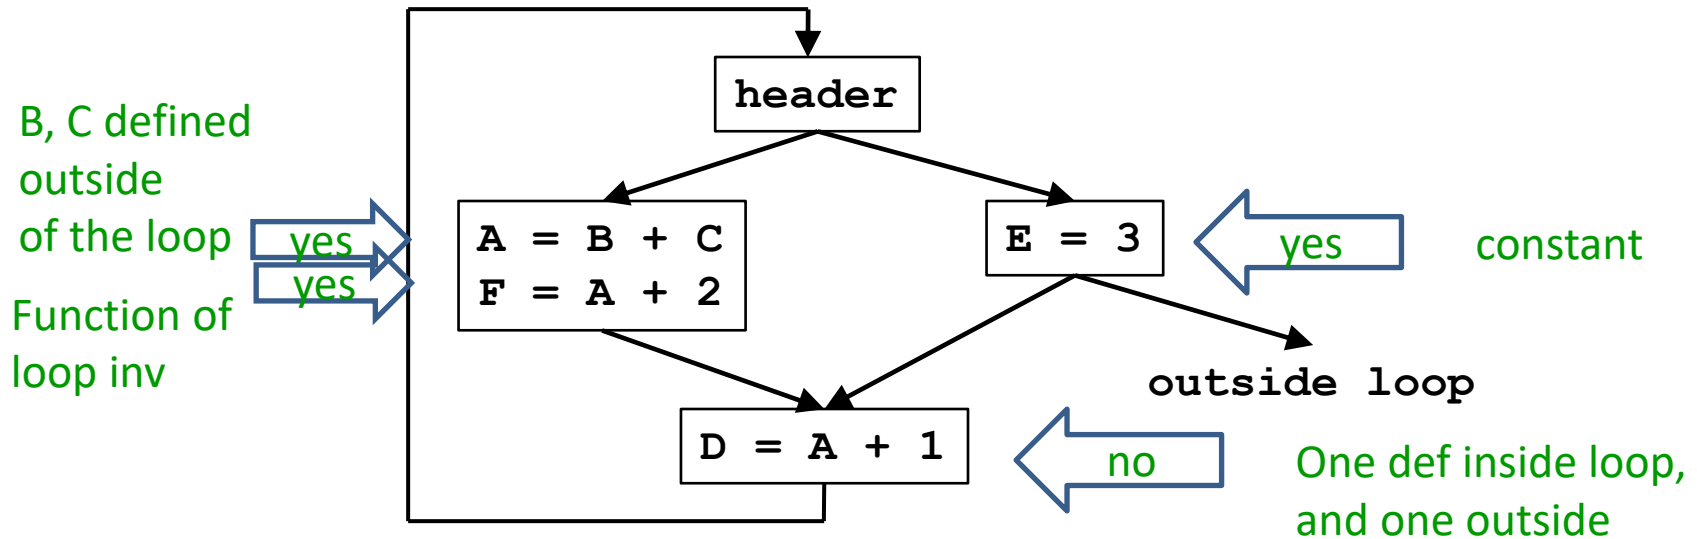 header
B, C defined
outside
of the loop
yes
A = B + C
F = A + 2
yes
Function of
loop inv
E = 3
yes
constant
outside loop
D = A + 1
no
One def inside loop,
and one outside